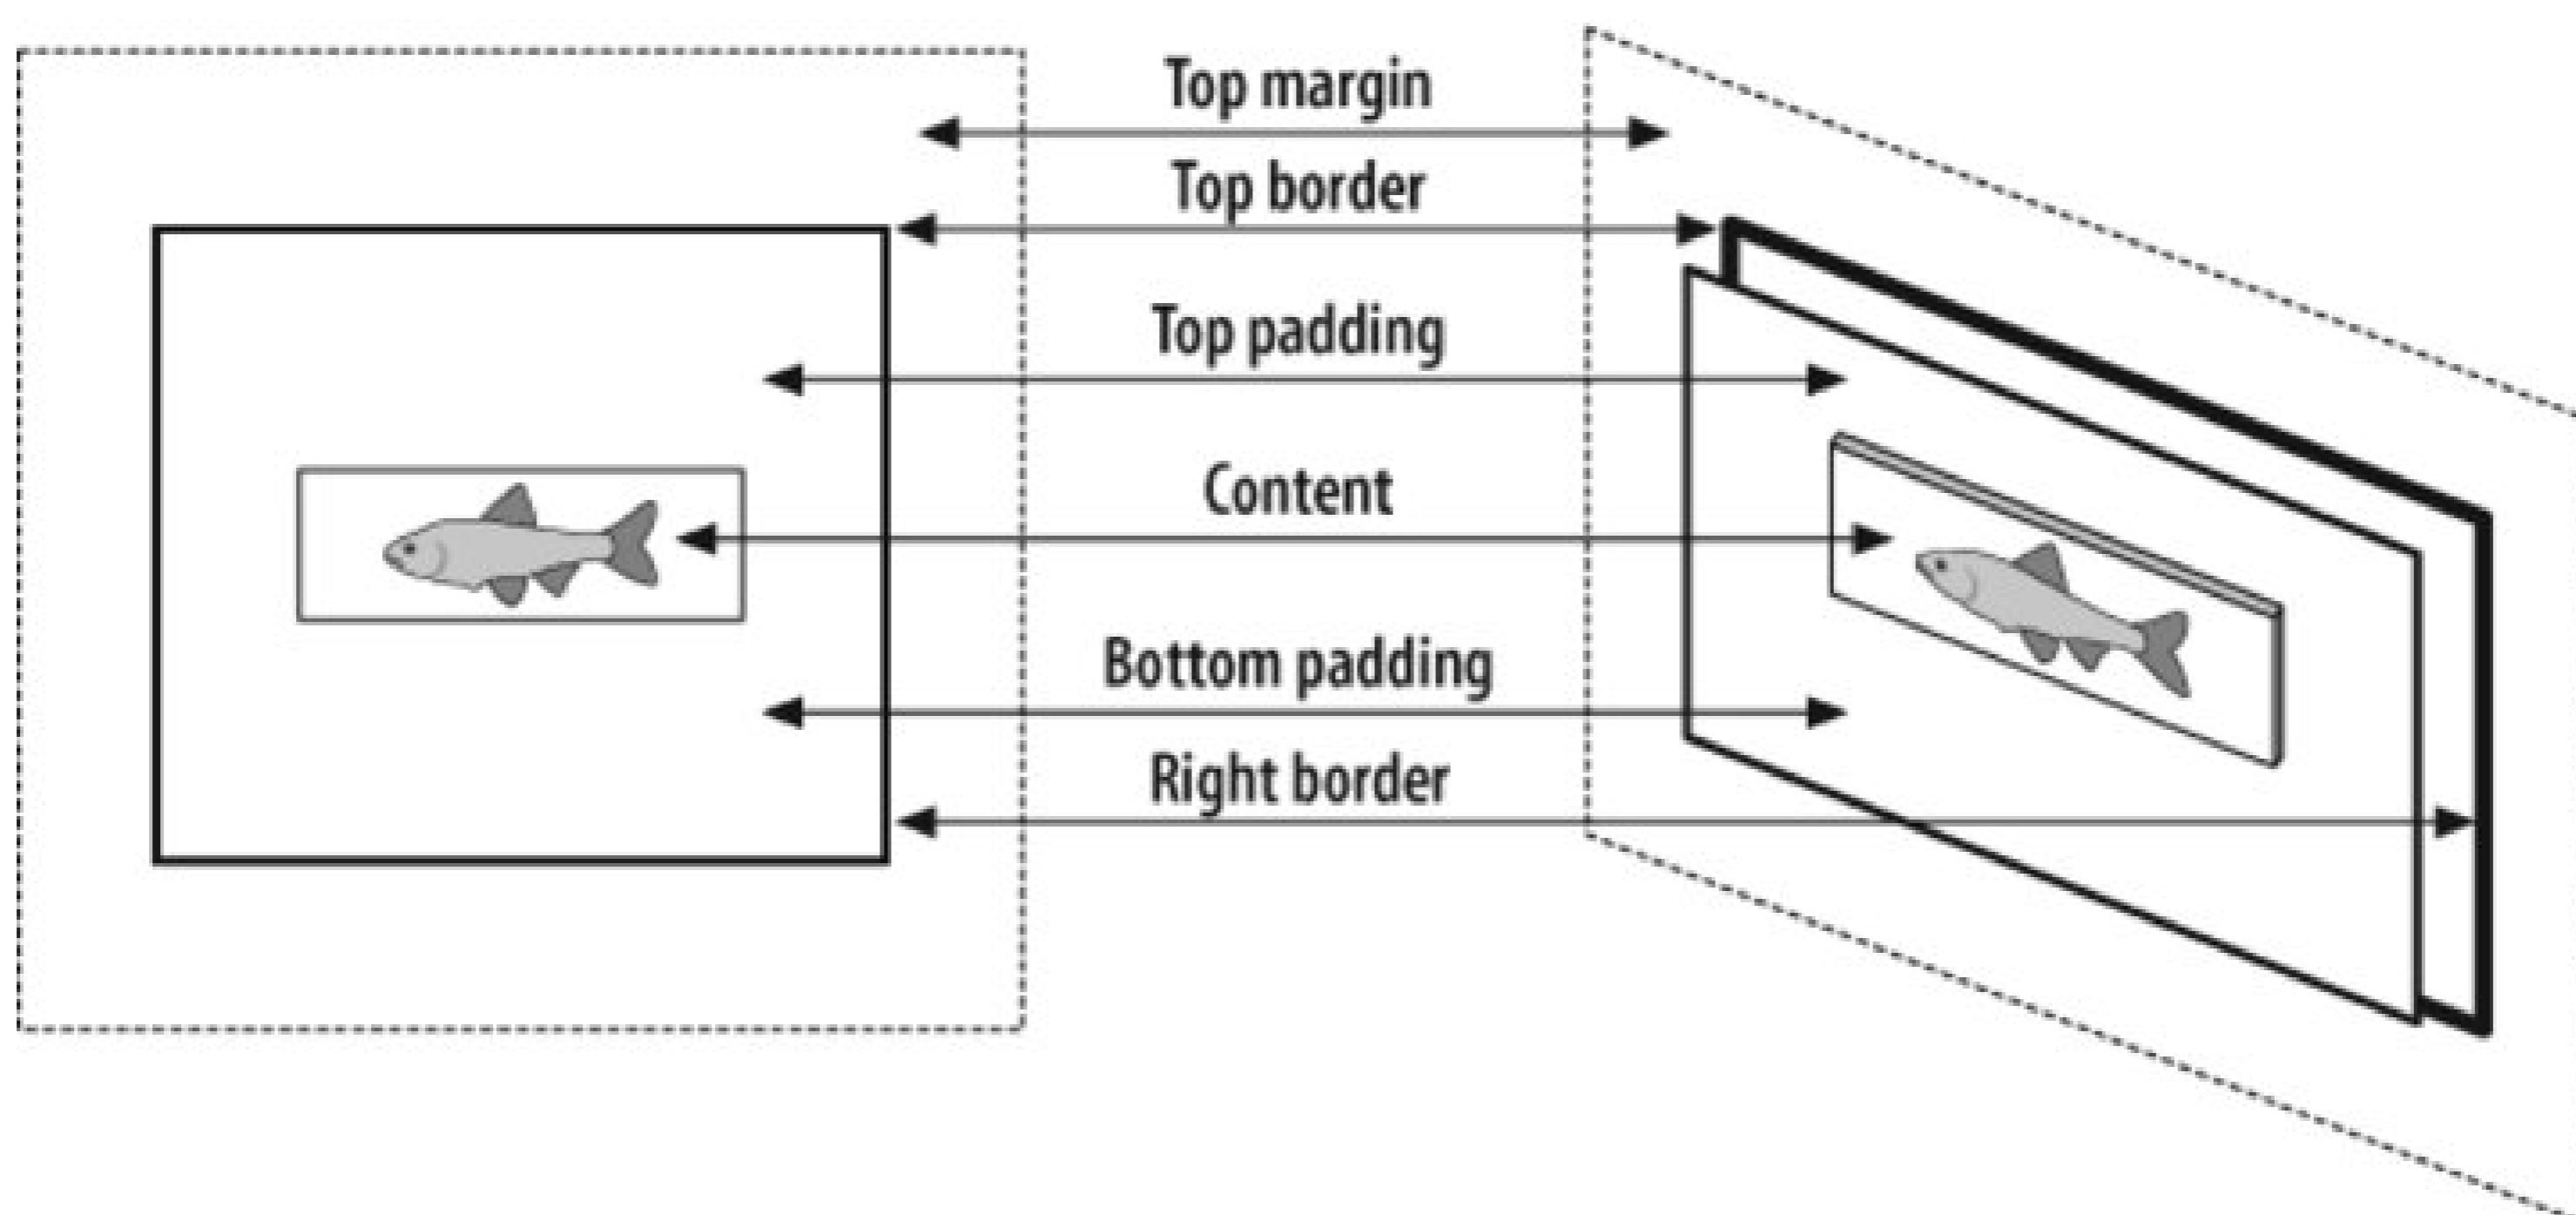 Top margin
Top border
Top padding
Content
Bottom padding
Right border